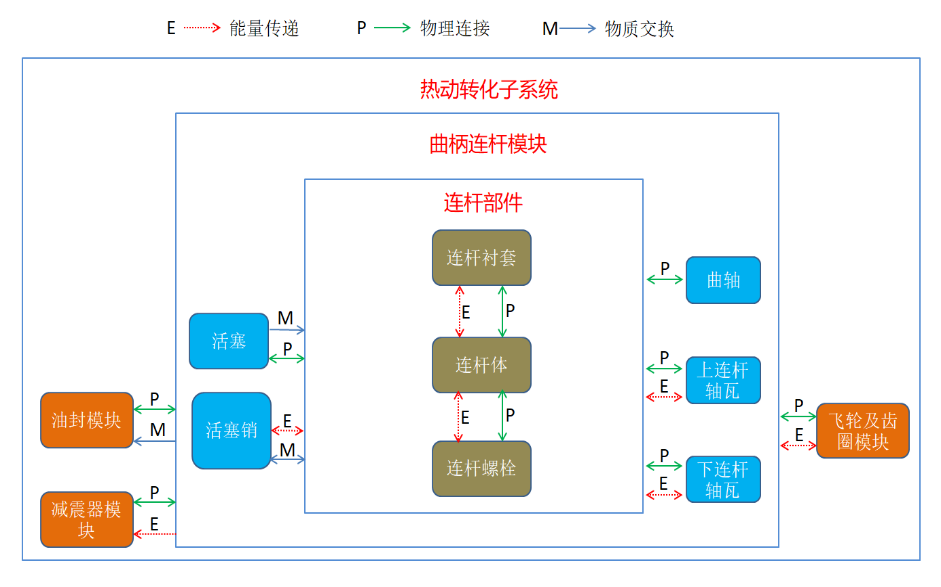 E 能量传递 P 物理连接 M 物质交换
热动转化子系统
曲柄连杆模块
连杆部件
连杆衬套
E P
连杆体
E P
连杆螺栓
活塞
M
P
活塞销
E
M
油封模块
P
M
减震器模
块
P
E
P
曲轴
P
E
上连杆
轴瓦
P
E
下连杆
轴瓦
P
E
飞轮及齿
圈模块